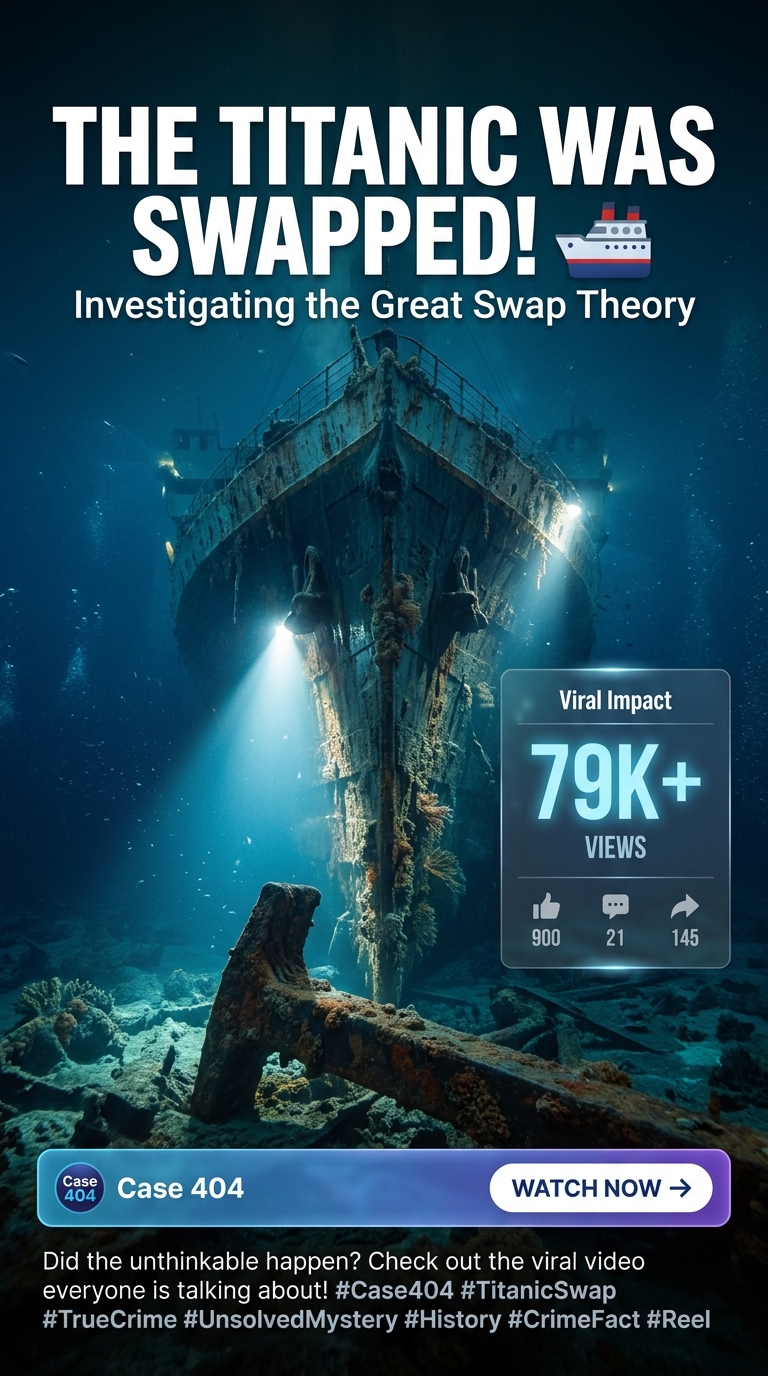 THE TITANIC WAS
SWAPPED! 🚢
Investigating the Great Swap Theory
Viral Impact
79K+
VIEWS
900 21 145
Case 404
Case 404
WATCH NOW →
Did the unthinkable happen? Check out the viral video
everyone is talking about! #Case404 #TitanicSwap
#TrueCrime #UnsolvedMystery #History #CrimeFact #Reel